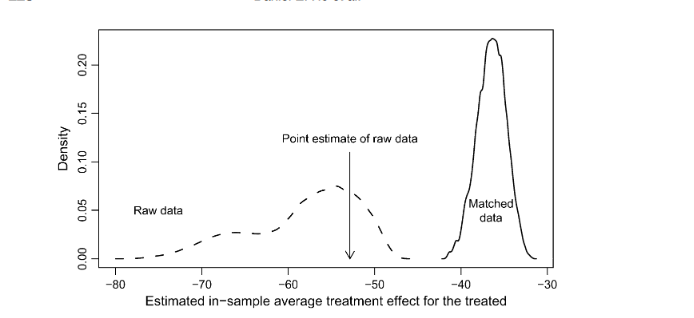 0.20
0.15
0.10
0.05
0.00
Density
Point estimate of raw data
Raw data
Matched
data
−80
−70
−60
−50
−40
−30
Estimated in−sample average treatment effect for the treated